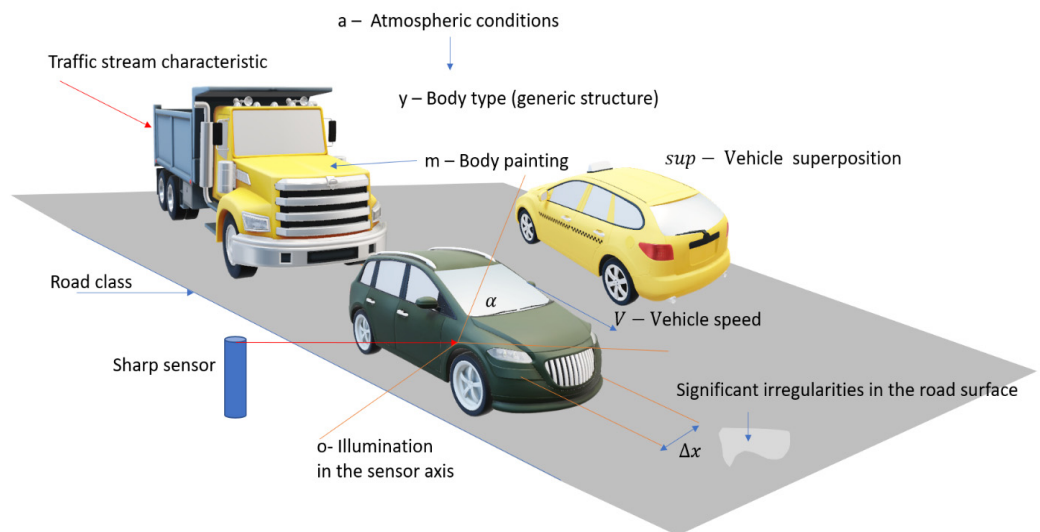 a – Atmospheric conditions
Traffic stream characteristic
y – Body type (generic structure)
m – Body painting
sup – Vehicle superposition
Road class
α
V – Vehicle speed
Sharp sensor
Significant irregularities in the road surface
o- Illumination
in the sensor axis
Δx